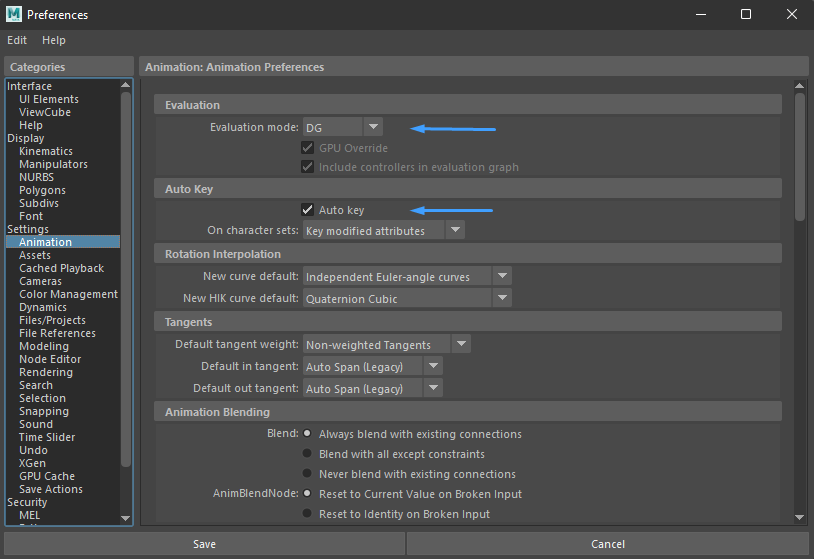 Preferences
Edit Help
Categories
Interface
UI Elements
ViewCube
Help
Display
Kinematics
Manipulators
NURBS
Polygons
Subdivs
Font
Settings
Animation
Assets
Cached Playback
Cameras
Color Management
Dynamics
Files/Projects
File References
Modeling
Node Editor
Rendering
Search
Selection
Snapping
Sound
Time Slider
Undo
XGen
GPU Cache
Save Actions
Security
MEL
Animation: Animation Preferences
Evaluation
Evaluation mode: DG
GPU Override
Include controllers in evaluation graph
Auto Key
Auto key
On character sets: Key modified attributes
Rotation Interpolation
New curve default: Independent Euler-angle curves
New HIK curve default: Quaternion Cubic
Tangents
Default tangent weight: Non-weighted Tangents
Default in tangent: Auto Span (Legacy)
Default out tangent: Auto Span (Legacy)
Animation Blending
Blend: Always blend with existing connections
Blend with all except constraints
Never blend with existing connections
AnimBlendNode: Reset to Current Value on Broken Input
Reset to Identity on Broken Input
Save Cancel